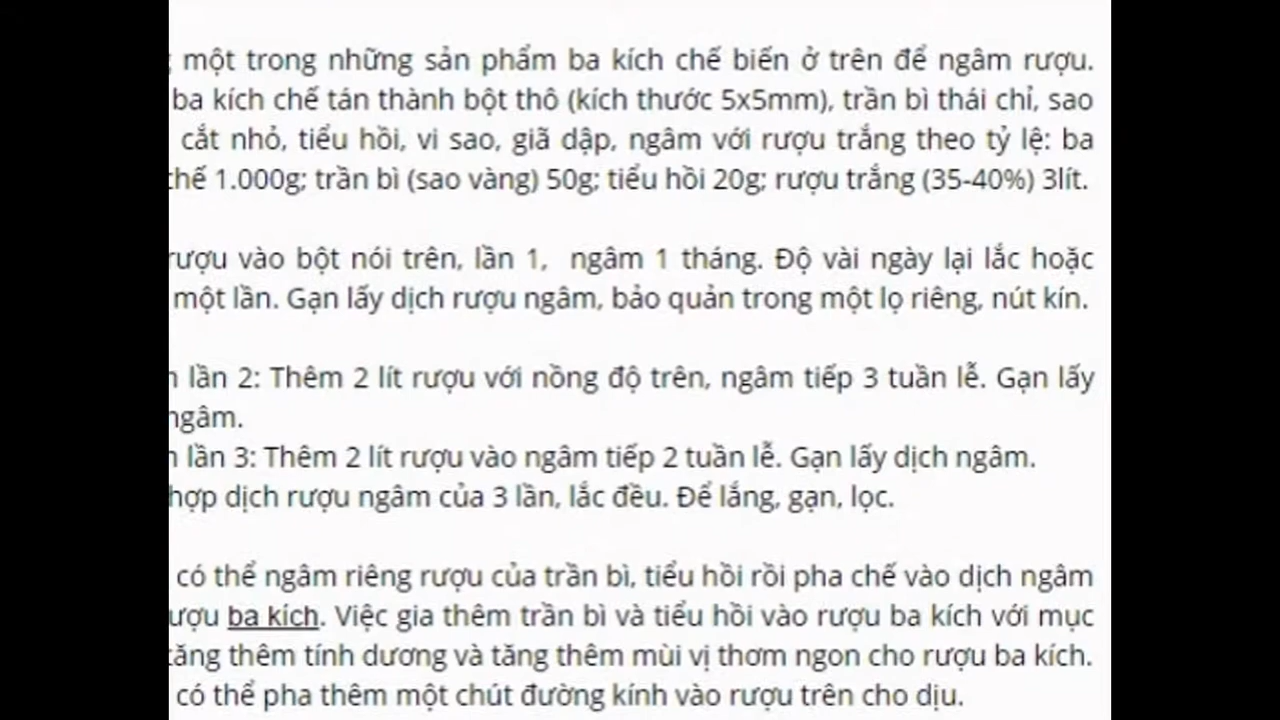 một trong những sản phẩm ba kích chế biến ở trên để ngâm rượu.
ba kích chế tán thành bột thô (kích thước 5x5mm), trần bì thái chỉ, sao
cắt nhỏ, tiểu hồi, vi sao, giã dập, ngâm với rượu trắng theo tỷ lệ: ba
1.000g; trần bì (sao vàng) 50g; tiểu hồi 20g; rượu trắng (35-40%) 3lít.
rượu vào bột nói trên, lần 1, ngâm 1 tháng. Độ vài ngày lại lắc hoặc
một lần. Gạn lấy dịch rượu ngâm, bảo quản trong một lọ riêng, nút kín.
lần 2: Thêm 2 lít rượu với nồng độ trên, ngâm tiếp 3 tuần lễ. Gạn lấy
ngâm.
lần 3: Thêm 2 lít rượu vào ngâm tiếp 2 tuần lễ. Gạn lấy dịch ngâm.
hợp dịch rượu ngâm của 3 lần, lắc đều. Để lắng, gạn, lọc.
có thể ngâm riêng rượu của trần bì, tiểu hồi rồi pha chế vào dịch ngâm
ba kích. Việc gia thêm trần bì và tiểu hồi vào rượu ba kích với mục
tăng thêm tính dương và tăng thêm mùi vị thơm ngon cho rượu ba kích.
có thể pha thêm một chút đường kính vào rượu trên cho dịu.